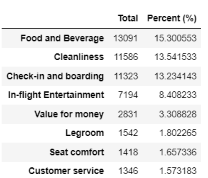 Total Percent (%)
Food and Beverage 13091 15.300553
Cleanliness 11586 13.541533
Check-in and boarding 11323 13.234143
In-flight Entertainment 7194 8.408233
Value for money 2831 3.308828
Legroom 1542 1.802265
Seat comfort 1418 1.657336
Customer service 1346 1.573183